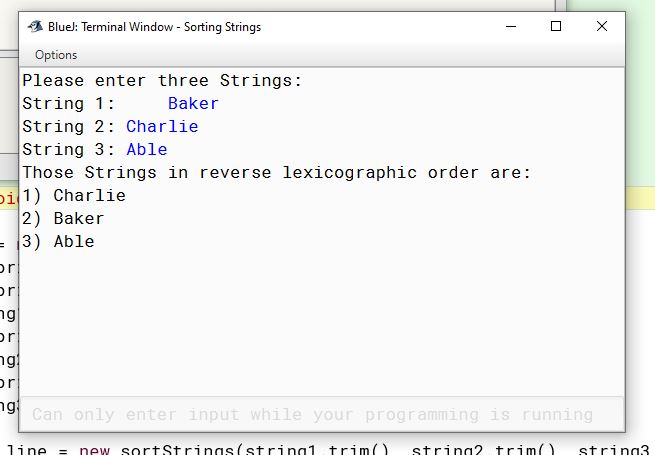 BlueJ: Terminal Window - Sorting Strings
Options
Please enter three Strings:
String 1:     Baker
String 2: Charlie
String 3: Able
Those Strings in reverse lexicographic order are:
1) Charlie
2) Baker
3) Able
Can only enter input while your programming is running
line = new sortStrings(string1.trim(), string2.trim(), string3